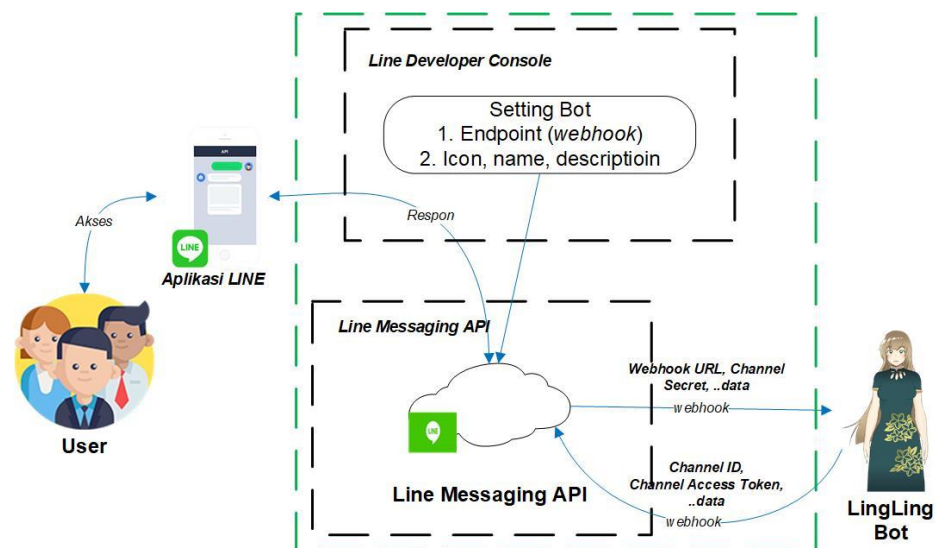 Line Developer Console
Setting Bot
1. Endpoint (webhook)
2. Icon, name, descriptioin
API
Akses
Respon
LINE
Aplikasi LINE
User
Line Messaging API
Webhook URL, Channel
Secret, ..data
webhook
LINE
Line Messaging API
Channel ID,
Channel Access Token,
..data
webhook
LingLing
Bot